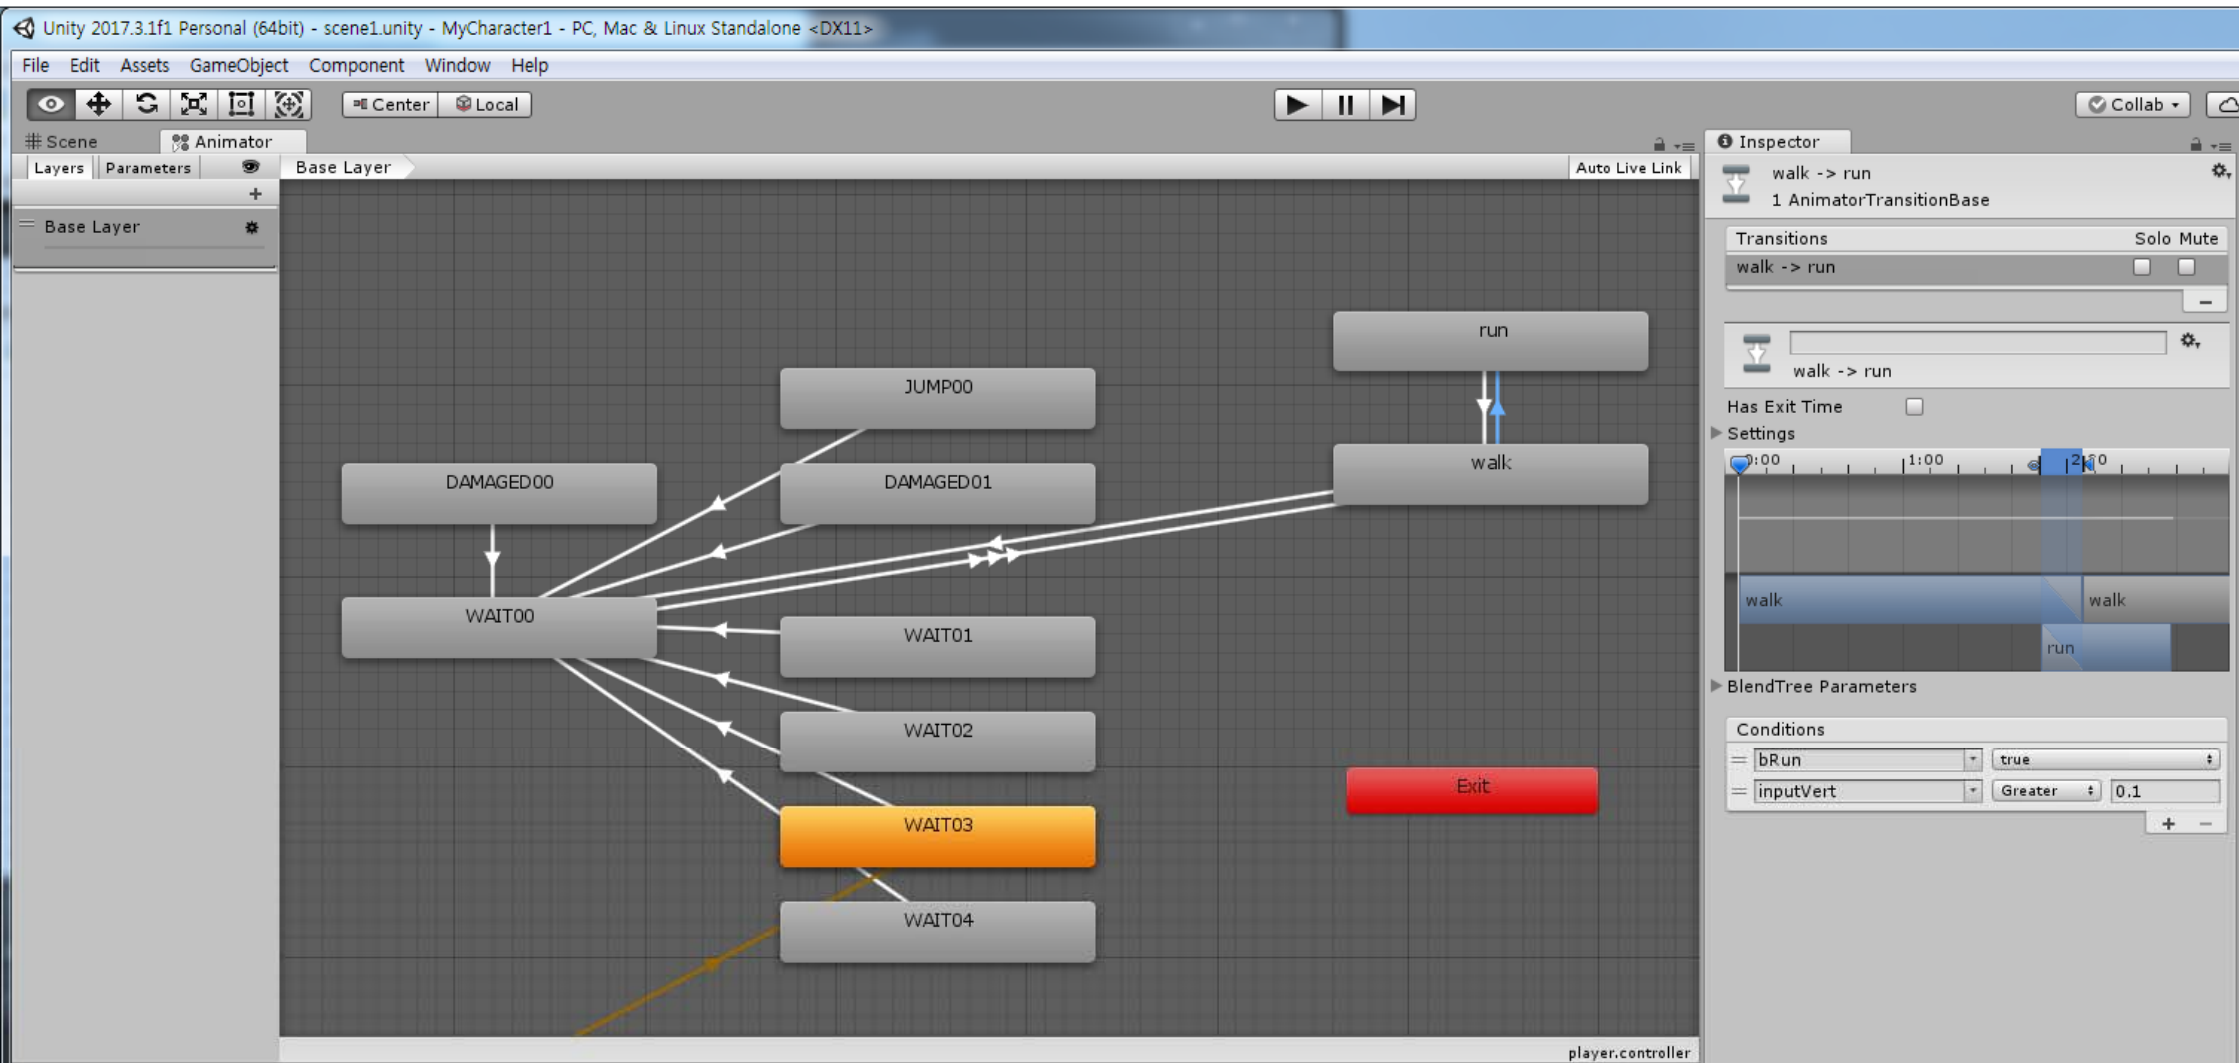 Unity 2017.3.1f1 Personal (64bit) - scene1.unity - MyCharacter1 - PC, Mac & Linux Standalone <DX11>
File Edit Assets GameObject Component Window Help
Center Local Collab
Scene Animator Inspector
Layers Parameters Base Layer Auto Live Link
Base Layer
walk -> run
1 AnimatorTransitionBase
Transitions Solo Mute
walk -> run
walk -> run
Has Exit Time
Settings
0:00 1:00
walk walk
run
BlendTree Parameters
Conditions
bRun true
inputVert Greater 0.1
run
JUMP00
walk
DAMAGED00 DAMAGED01
WAIT00
WAIT01
WAIT02
Exit
WAIT03
WAIT04
player.controller